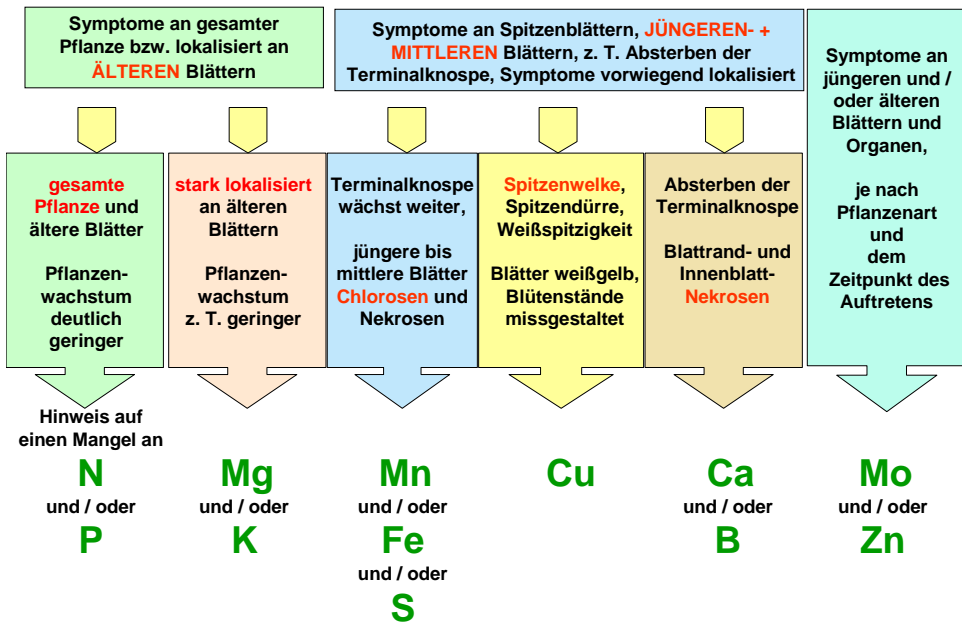 Symptome an gesamter
Pflanze bzw. lokalisiert an
ÄLTEREN Blättern
Symptome an Spitzenblättern, JÜNGEREN- +
MITTLEREN Blättern, z. T. Absterben der
Terminalknospe, Symptome vorwiegend lokalisiert
Symptome an
jüngeren und /
oder älteren
Blättern und
Organen,
je nach
Pflanzenart
und
dem
Zeitpunkt des
Auftretens
gesamte
Pflanze und
ältere Blätter
Pflanzen-
wachstum
deutlich
geringer
stark lokalisiert
an älteren
Blättern
Pflanzen-
wachstum
z. T. geringer
Terminalknospe
wächst weiter,
jüngere bis
mittlere Blätter
Chlorosen und
Nekrosen
Spitzenwelke,
Spitzendürre,
Weißspitzigkeit
Blätter weißgelb,
Blütenstände
missgestaltet
Absterben der
Terminalknospe
Blattrand- und
Innenblatt-
Nekrosen
Hinweis auf
einen Mangel an
N
und / oder
P
Mg
und / oder
K
Mn
und / oder
Fe
und / oder
S
Cu
Ca
und / oder
B
Mo
und / oder
Zn